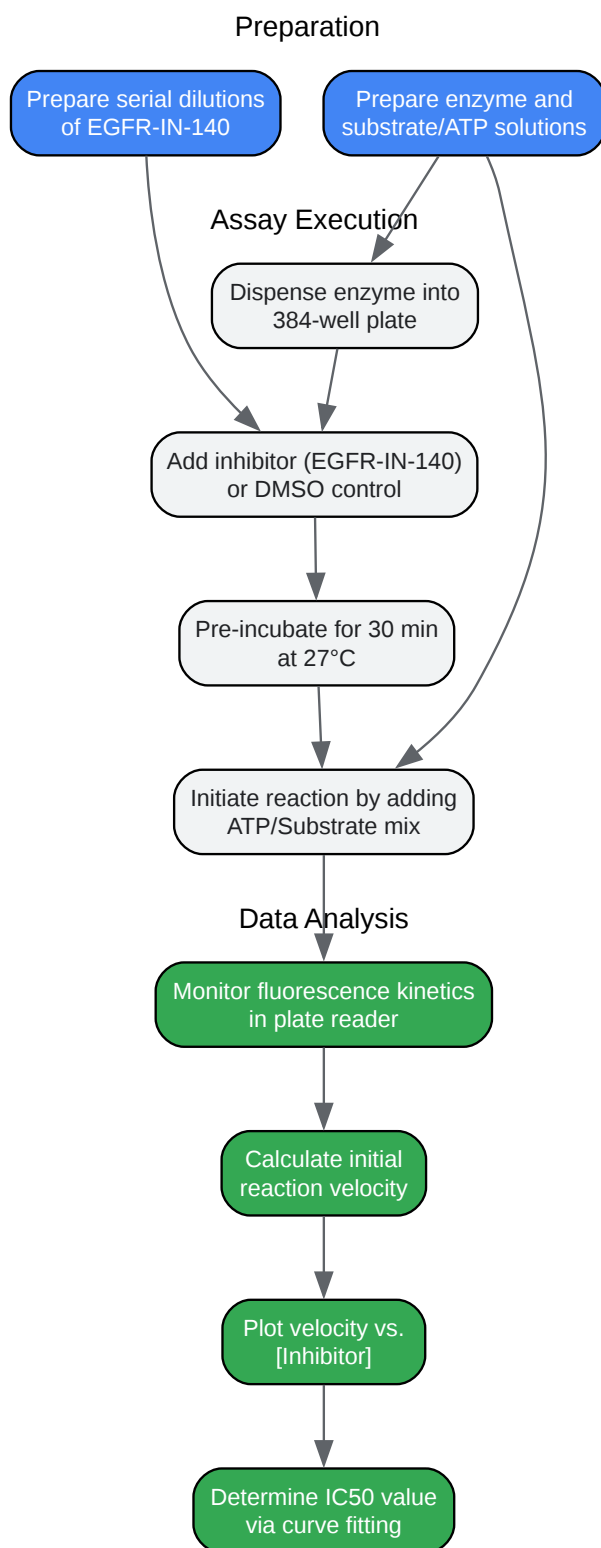 Preparation
Prepare serial dilutions
of EGFR-IN-140
Prepare enzyme and
substrate/ATP solutions
Assay Execution
Dispense enzyme into
384-well plate
Add inhibitor (EGFR-IN-140)
or DMSO control
Pre-incubate for 30 min
at 27°C
Initiate reaction by adding
ATP/Substrate mix
Data Analysis
Monitor fluorescence kinetics
in plate reader
Calculate initial
reaction velocity
Plot velocity vs.
[Inhibitor]
Determine IC50 value
via curve fitting